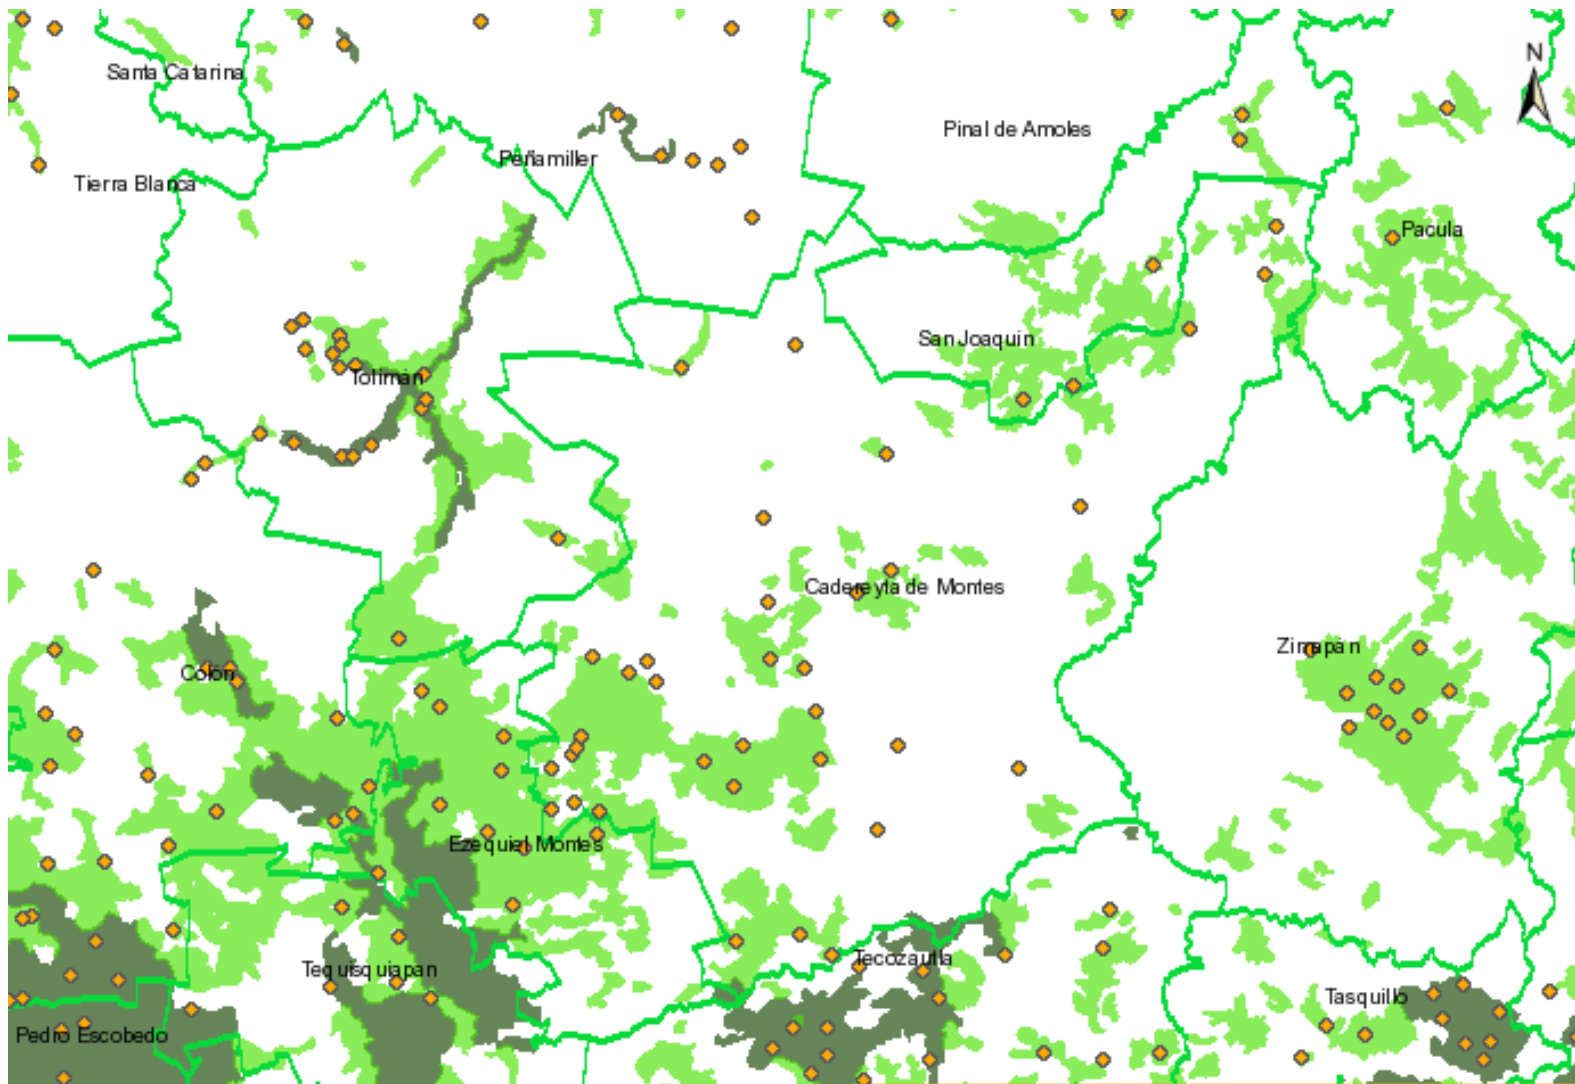 N
Santa Catarina
Pinal de Amoles
Peñamiller
Tierra Blanca
Pacula
San Joaquin
Tolimán
Cadereyta de Montes
Zimapán
Colón
Ezequiel Montes
Tecozautla
Tequisquiapan
Tasquillo
Pedro Escobedo